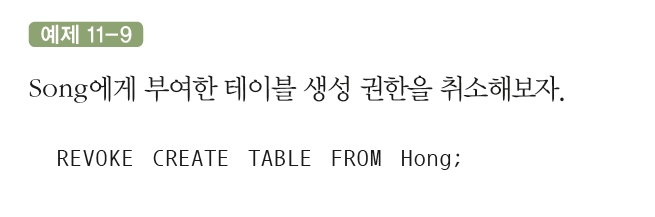 예제 11-9
Song에게 부여한 테이블 생성 권한을 취소해보자.
REVOKE CREATE TABLE FROM Hong;